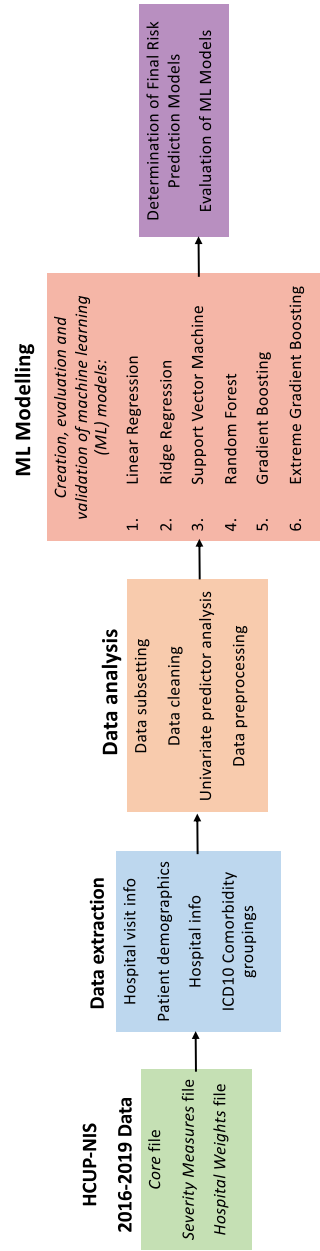 HCUP-NIS
2016-2019 Data
Core file
Severity Measures file
Hospital Weights file
Data extraction
Hospital visit info
Patient demographics
Hospital info
ICD10 Comorbidity
groupings
Data analysis
Data subsetting
Data cleaning
Univariate predictor analysis
Data preprocessing
ML Modelling
Creation, evaluation and
validation of machine learning
(ML) models:
1. Linear Regression
2. Ridge Regression
3. Support Vector Machine
4. Random Forest
5. Gradient Boosting
6. Extreme Gradient Boosting
Determination of Final Risk
Prediction Models
Evaluation of ML Models